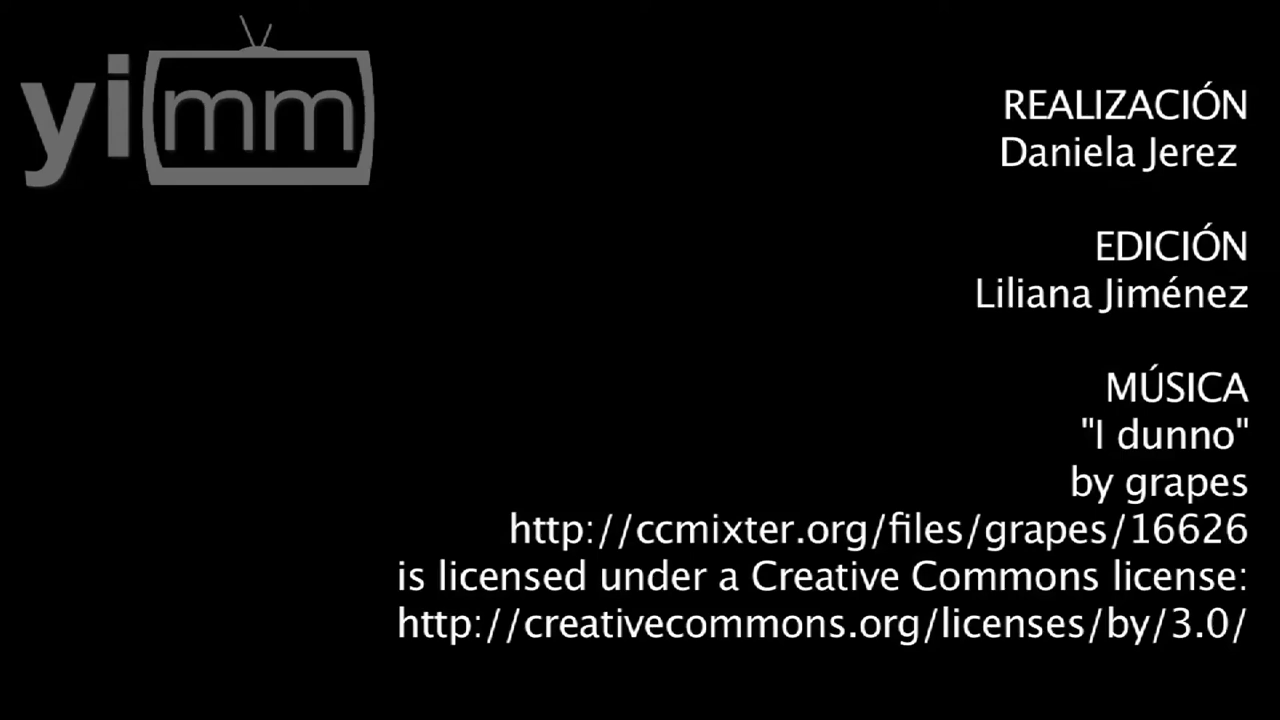 yimm
REALIZACIÓN
Daniela Jerez
EDICIÓN
Liliana Jiménez
MÚSICA
"I dunno"
by grapes
http://ccmixter.org/files/grapes/16626
is licensed under a Creative Commons license:
http://creativecommons.org/licenses/by/3.0/